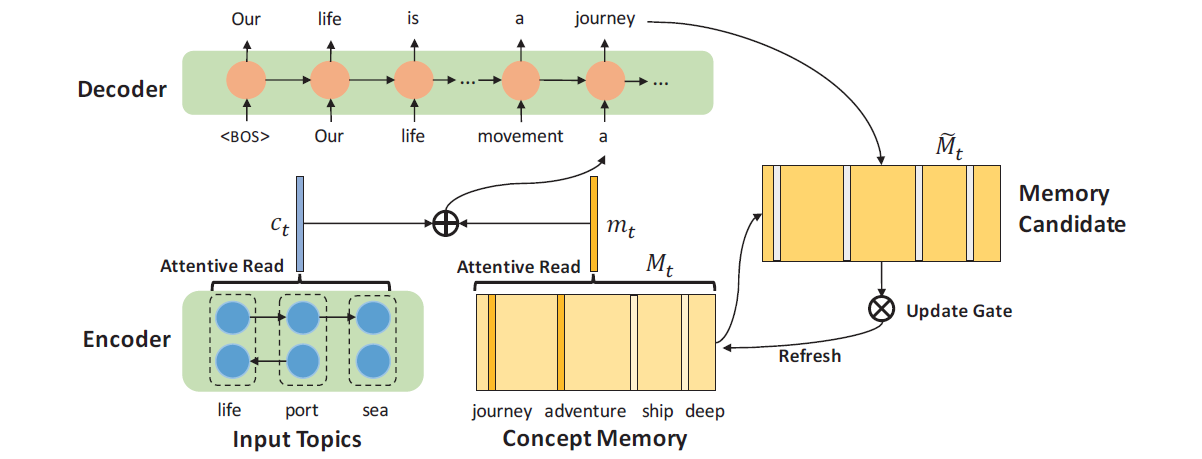 Our life is a journey
Decoder
... ...
<BOS> Our life movement a
M̃ₜ
Memory
Candidate
cₜ
mₜ
Attentive Read
Attentive Read
Mₜ
Update Gate
Encoder
Refresh
life port sea
journey adventure ship deep
Input Topics
Concept Memory